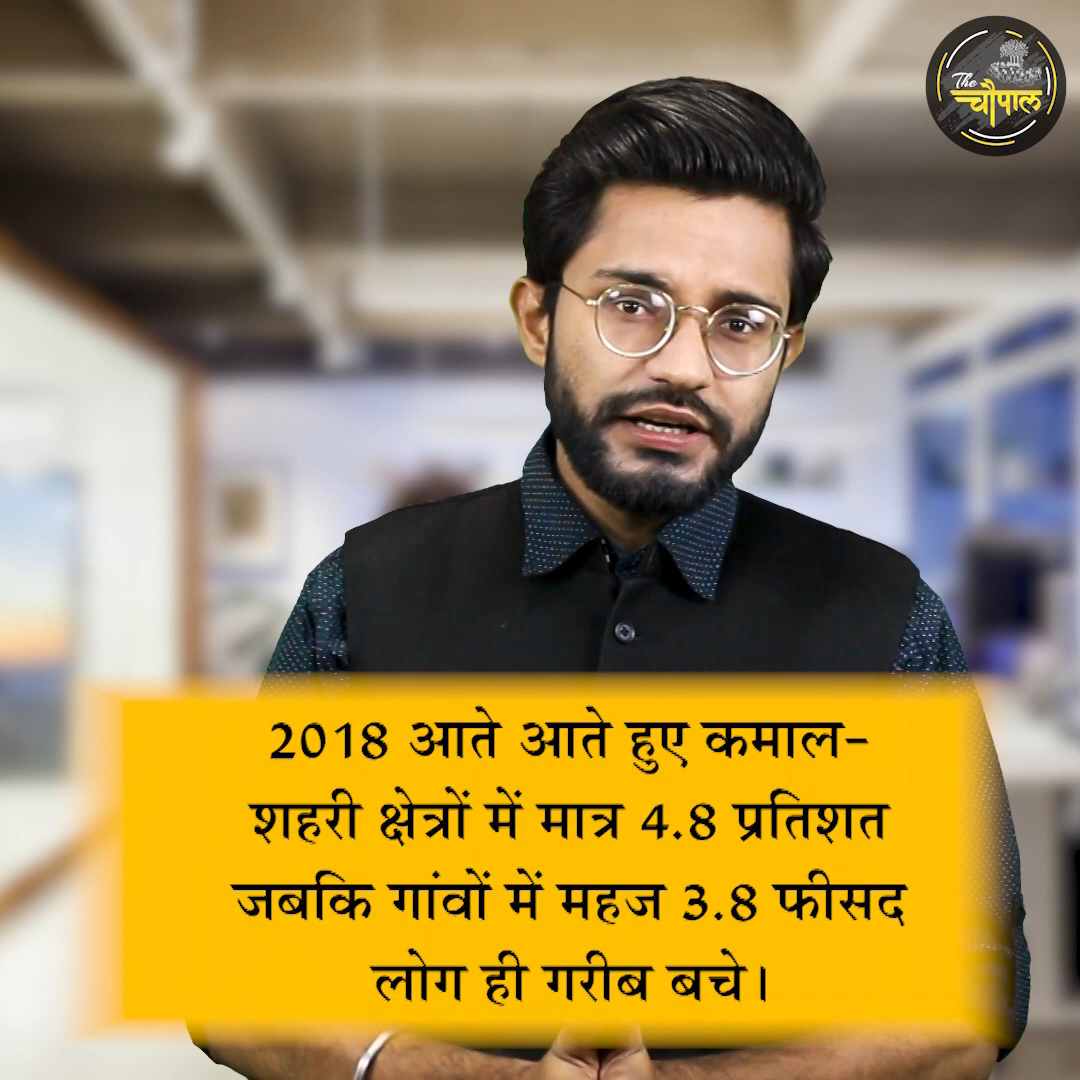 The
चौपाल
2018 आते आते हुए कमाल-
शहरी क्षेत्रों में मात्र 4.8 प्रतिशत
जबकि गांवों में महज 3.8 फीसद
लोग ही गरीब बचे।